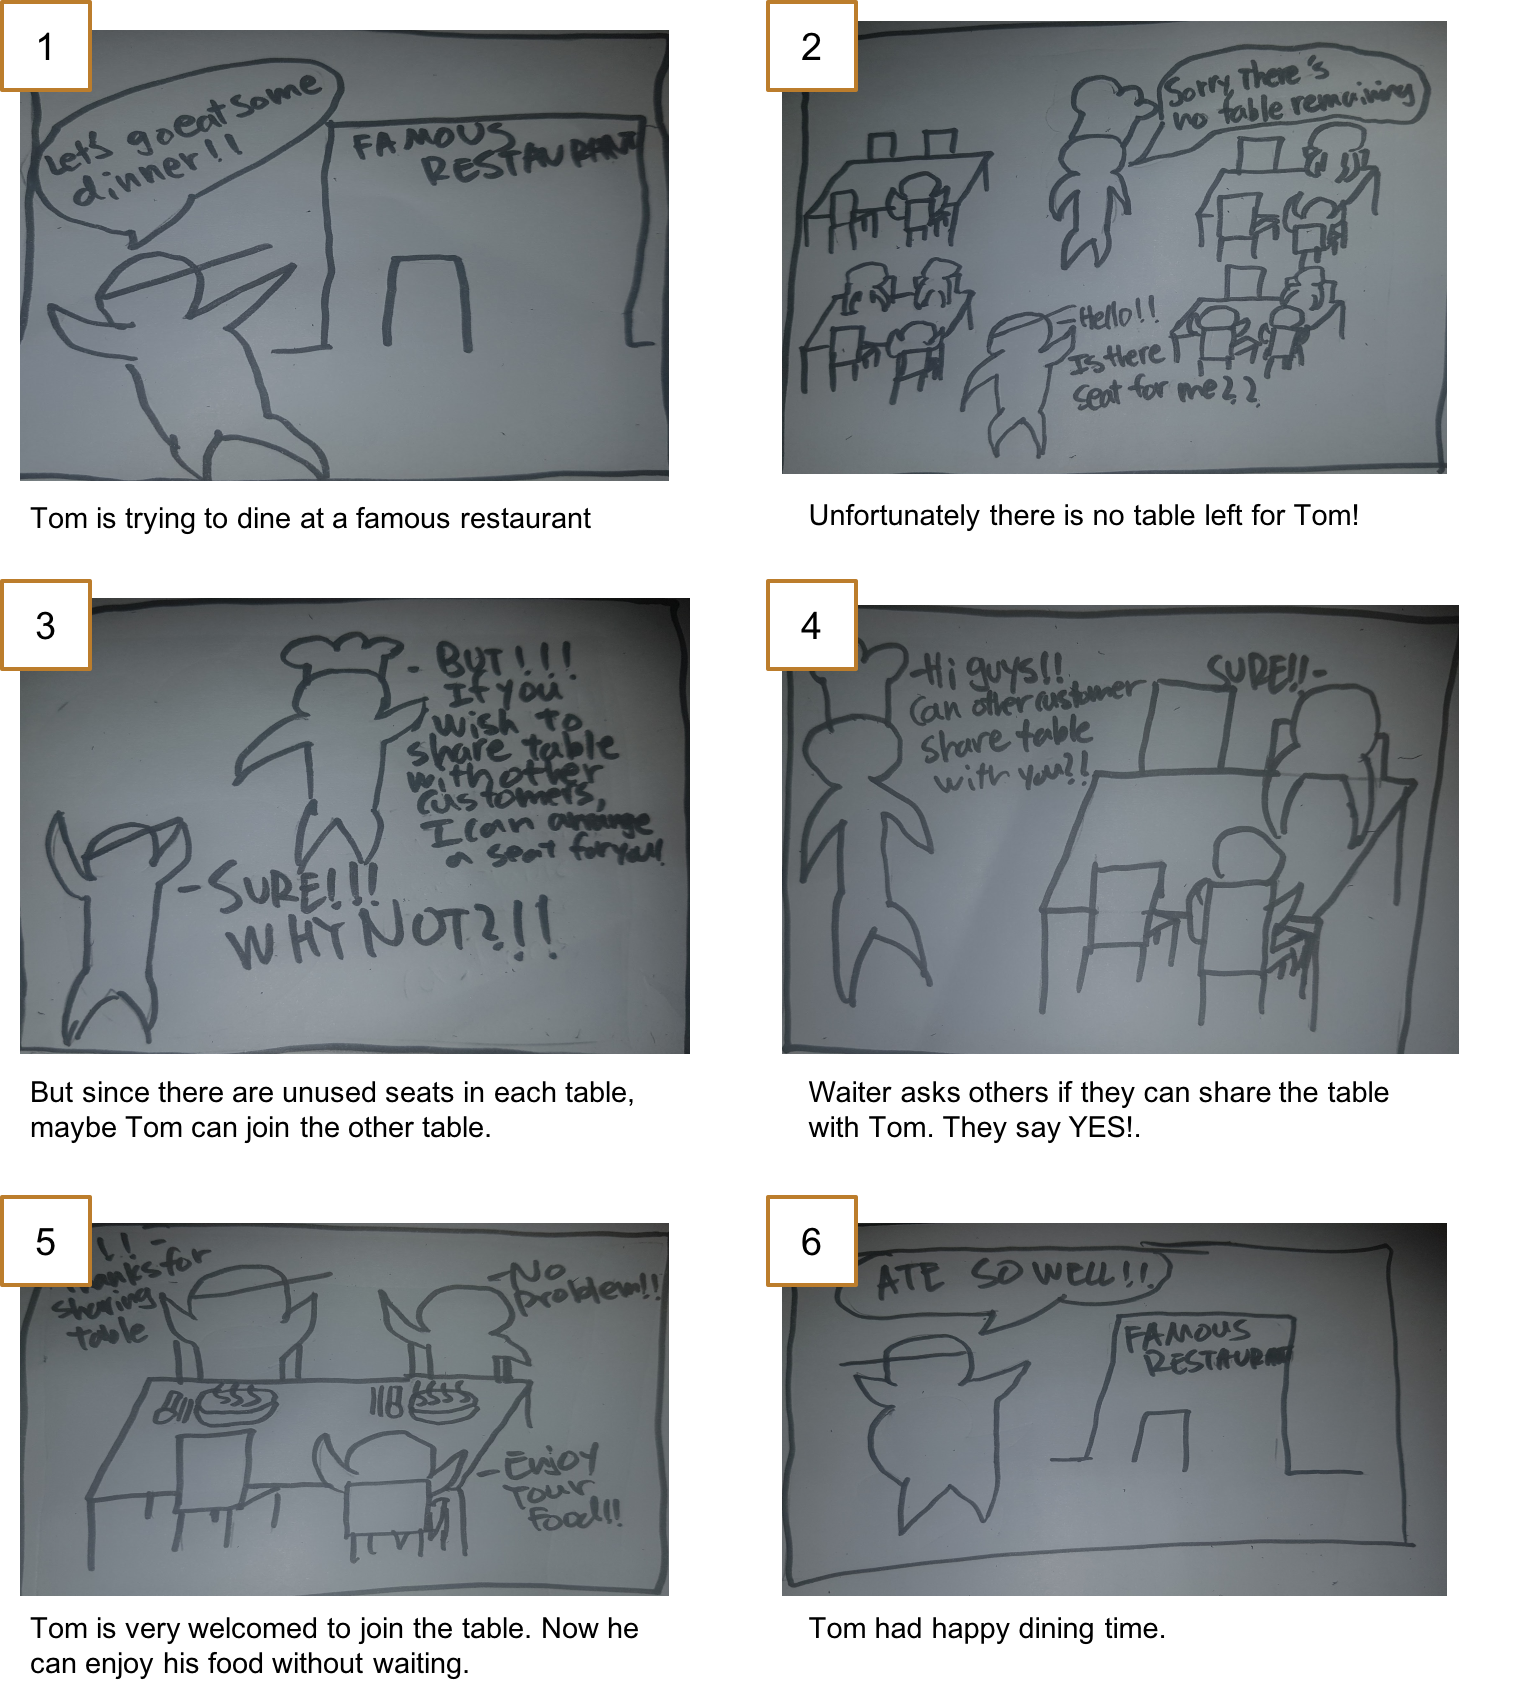 1
Let's go eat some
dinner!!
FAMOUS
RESTAURANT
Tom is trying to dine at a famous restaurant
2
Sorry, There's
no table remaining
Hello!!
Is there
seat for me??
Unfortunately there is no table left for Tom!
3
- BUT!!!
If you
wish to
share table
with other
customers,
I can arrange
a seat for you!!
- SURE!!!
WHY NOT?!!
But since there are unused seats in each table,
maybe Tom can join the other table.
4
- Hi guys!!
Can other customer
share table
with you?!
SURE!! -
Waiter asks others if they can share the table
with Tom. They say YES!.
5
!! -
for
sharing
table
- No
problem!!
- Enjoy
Your
Food!!
Tom is very welcomed to join the table. Now he
can enjoy his food without waiting.
6
ATE SO WELL!!
FAMOUS
RESTAURANT
Tom had happy dining time.